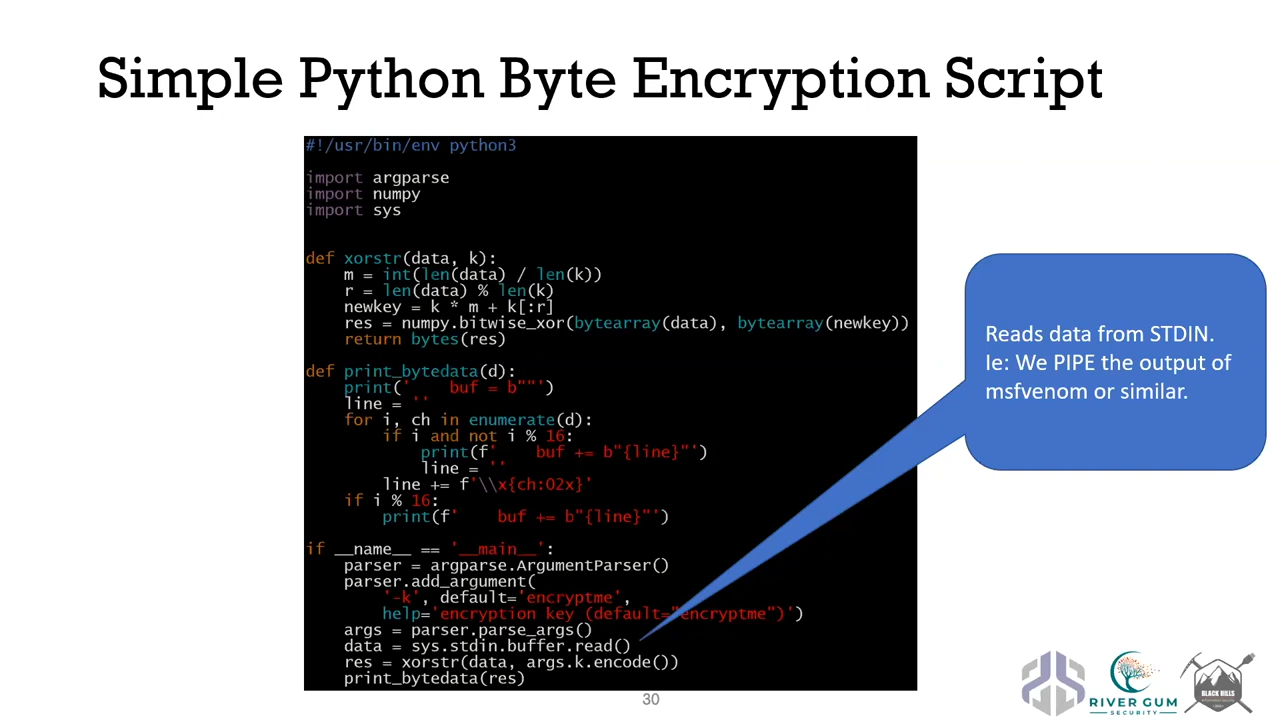 Simple Python Byte Encryption Script
#!/usr/bin/env python3
import argparse
import numpy
import sys
def xorstr(data, k):
    m = int(len(data) / len(k))
    r = len(data) % len(k)
    newkey = k * m + k[:r]
    res = numpy.bitwise_xor(bytearray(data), bytearray(newkey))
    return bytes(res)
def print_bytedata(d):
    print('    buf = b""')
    line = ''
    for i, ch in enumerate(d):
        if i and not i % 16:
            print(f'    buf += b"{line}"')
            line = ''
        line += f'\\x{ch:02x}'
    if i % 16:
        print(f'    buf += b"{line}"')
if __name__ == '__main__':
    parser = argparse.ArgumentParser()
    parser.add_argument(
        '-k', default='encryptme',
        help='encryption key (default="encryptme")')
    args = parser.parse_args()
    data = sys.stdin.buffer.read()
    res = xorstr(data, args.k.encode())
    print_bytedata(res)
Reads data from STDIN.
Ie: We PIPE the output of
msfvenom or similar.
30
RIVER GUM
SECURITY
BLACK HILLS